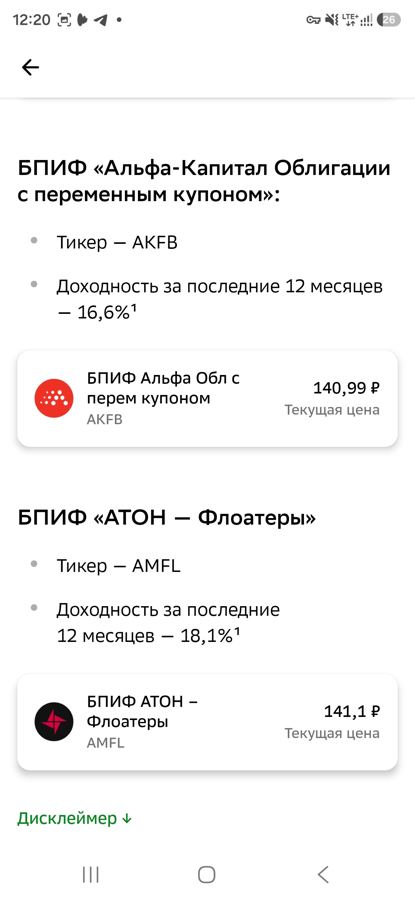 12:20
LTE+
26
БПИФ «Альфа-Капитал Облигации
с переменным купоном»:
Тикер — AKFB
Доходность за последние 12 месяцев
— 16,6%¹
БПИФ Альфа Обл с
перем купоном
AKFB
140,99 ₽
Текущая цена
БПИФ «АТОН — Флоатеры»
Тикер — AMFL
Доходность за последние
12 месяцев — 18,1%¹
БПИФ АТОН –
Флоатеры
AMFL
141,1 ₽
Текущая цена
Дисклеймер ↓